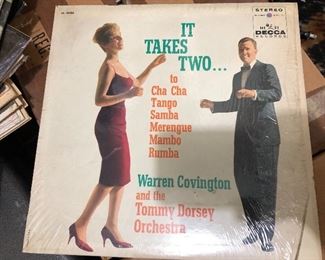 STEREO
DECCA
RECORDS
IT
TAKES
TWO...
to
Cha Cha
Tango
Samba
Merengue
Mambo
Rumba
Warren Covington
and the
Tommy Dorsey
Orchestra